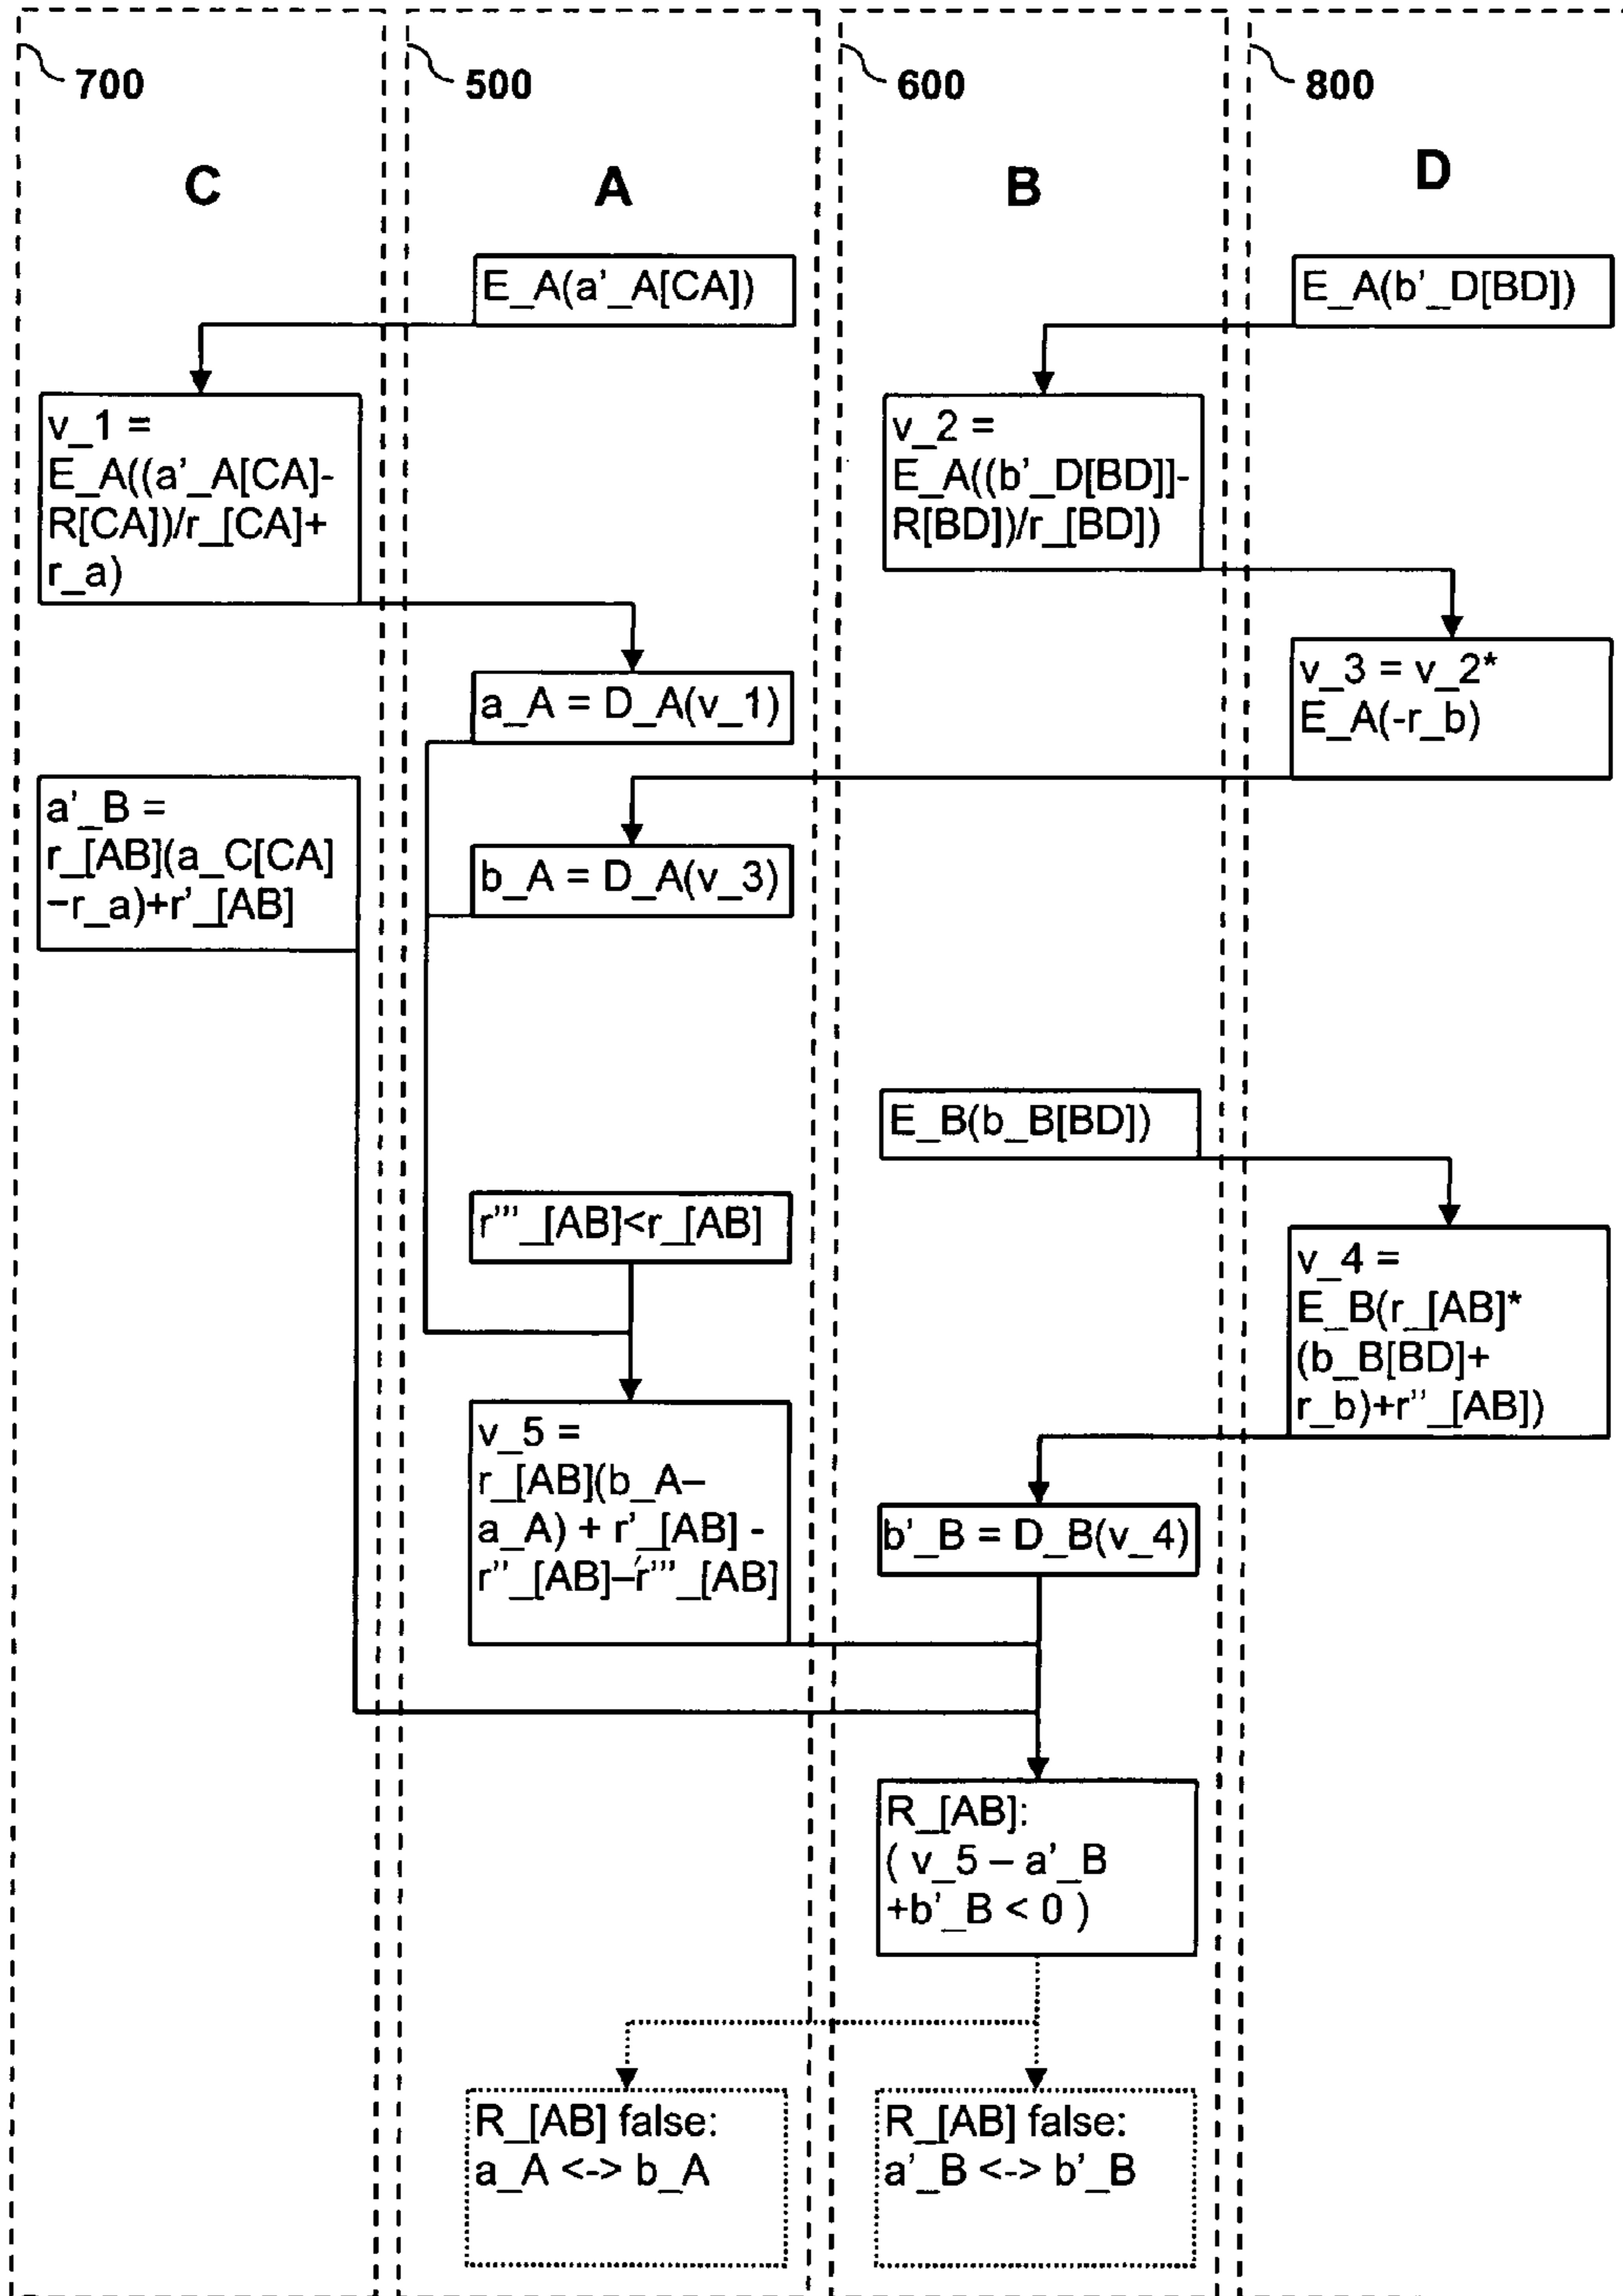 700
500
600
800
C
A
B
D
E_A(a'_A[CA])
E_A(b'_D[BD])
v_1 =
E_A((a'_A[CA]-
R[CA])/r_[CA]+
r_a)
v_2 =
E_A((b'_D[BD]]-
R[BD])/r_[BD])
v_3 = v_2*
E_A(-r_b)
a_A = D_A(v_1)
a'_B =
r_[AB](a_C[CA]
–r_a)+r'_[AB]
b_A = D_A(v_3)
E_B(b_B[BD])
r'''_[AB]<r_[AB]
v_4 =
E_B(r_[AB]*
(b_B[BD]+
r_b)+r''_[AB])
v_5 =
r_[AB](b_A–
a_A) + r'_[AB] -
r''_[AB]–r'''_[AB]
b'_B = D_B(v_4)
R_[AB]:
( v_5 – a'_B
+b'_B < 0 )
R_[AB] false:
a_A <-> b_A
R_[AB] false:
a'_B <-> b'_B